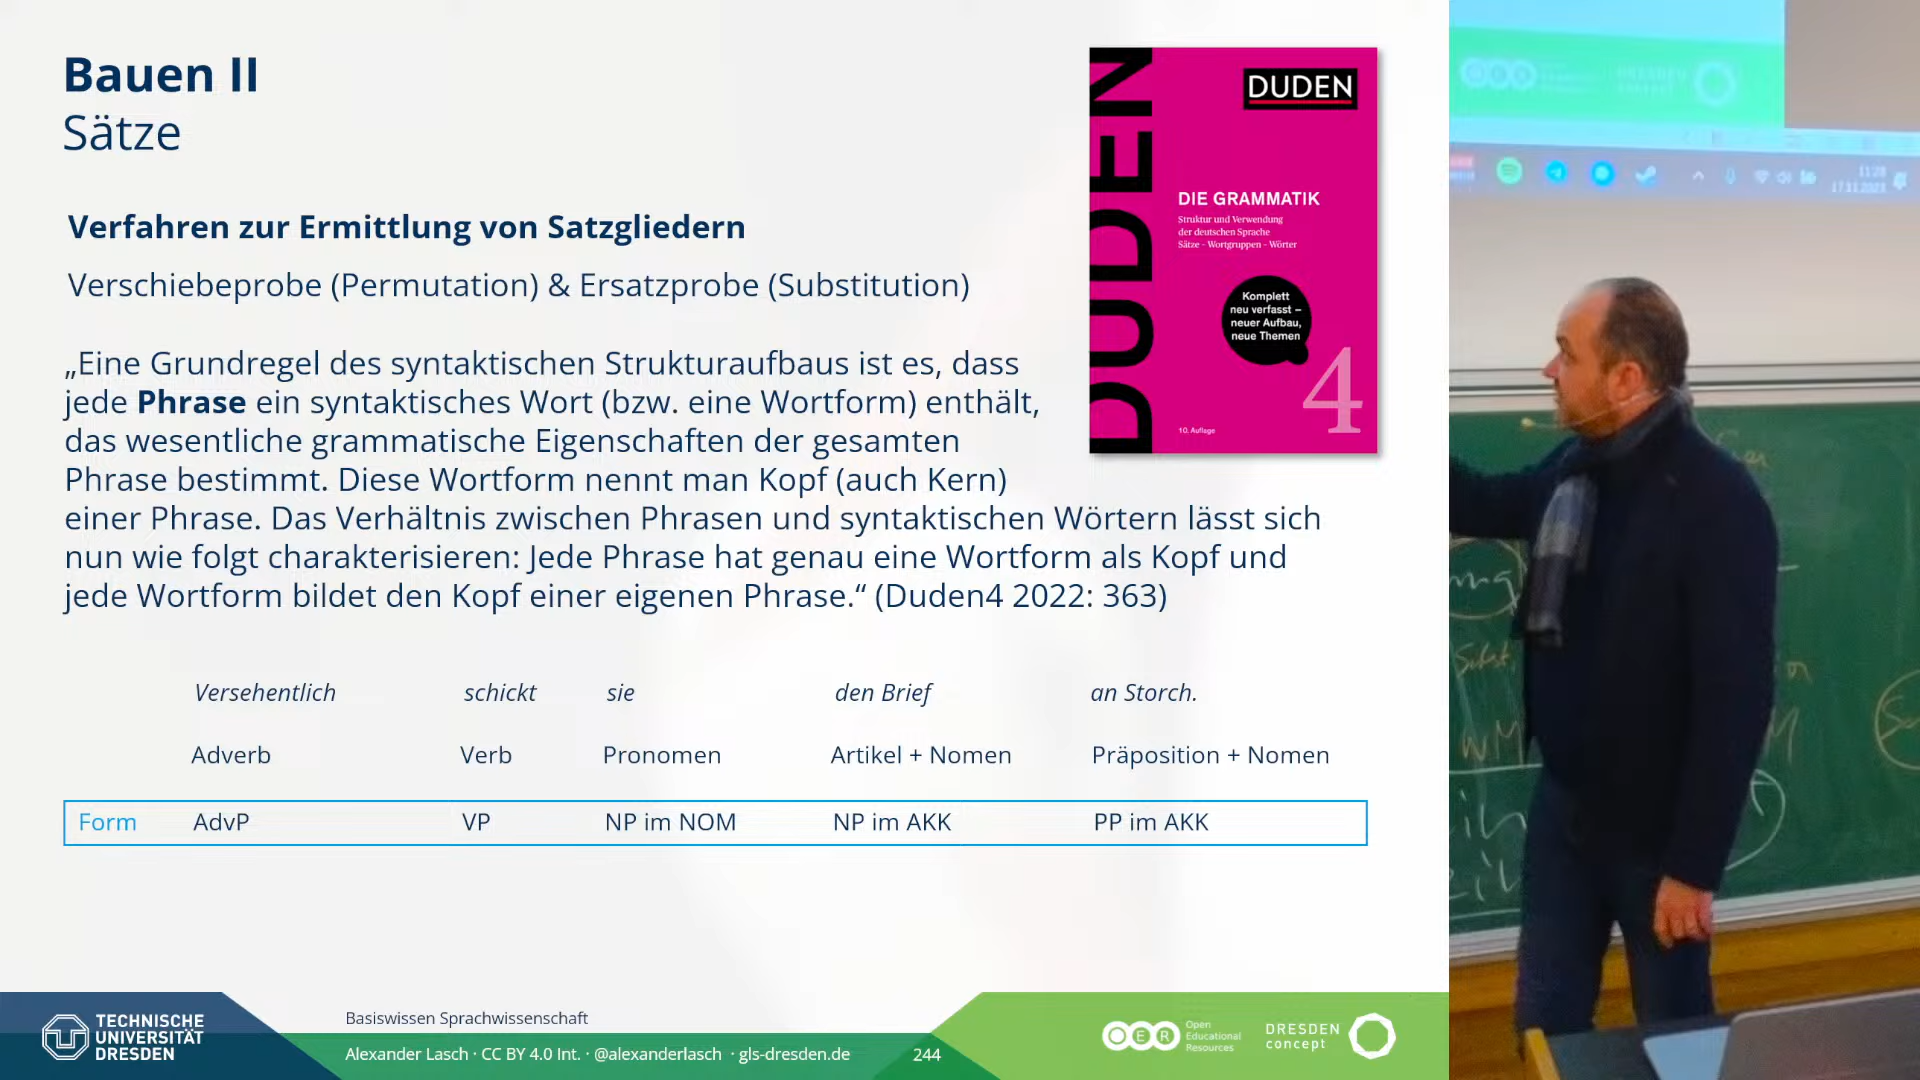 Bauen II
Sätze
Verfahren zur Ermittlung von Satzgliedern
Verschiebeprobe (Permutation) & Ersatzprobe (Substitution)
„Eine Grundregel des syntaktischen Strukturaufbaus ist es, dass
jede Phrase ein syntaktisches Wort (bzw. eine Wortform) enthält,
das wesentliche grammatische Eigenschaften der gesamten
Phrase bestimmt. Diese Wortform nennt man Kopf (auch Kern)
einer Phrase. Das Verhältnis zwischen Phrasen und syntaktischen Wörtern lässt sich
nun wie folgt charakterisieren: Jede Phrase hat genau eine Wortform als Kopf und
jede Wortform bildet den Kopf einer eigenen Phrase.“ (Duden4 2022: 363)
DUDEN
DUDEN
DIE GRAMMATIK
Struktur und Verwendung
der deutschen Sprache
Sätze – Wortgruppen – Wörter
Komplett
neu verfasst –
neuer Aufbau,
neue Themen
4
10. Auflage
Versehentlich schickt sie den Brief an Storch.
Adverb Verb Pronomen Artikel + Nomen Präposition + Nomen
Form AdvP VP NP im NOM NP im AKK PP im AKK
TECHNISCHE
UNIVERSITÄT
DRESDEN
Basiswissen Sprachwissenschaft
Alexander Lasch · CC BY 4.0 Int. · @alexanderlasch · gls-dresden.de 244
OER Open
Educational
Resources
DRESDEN
concept
DRESDEN
concept
11:28